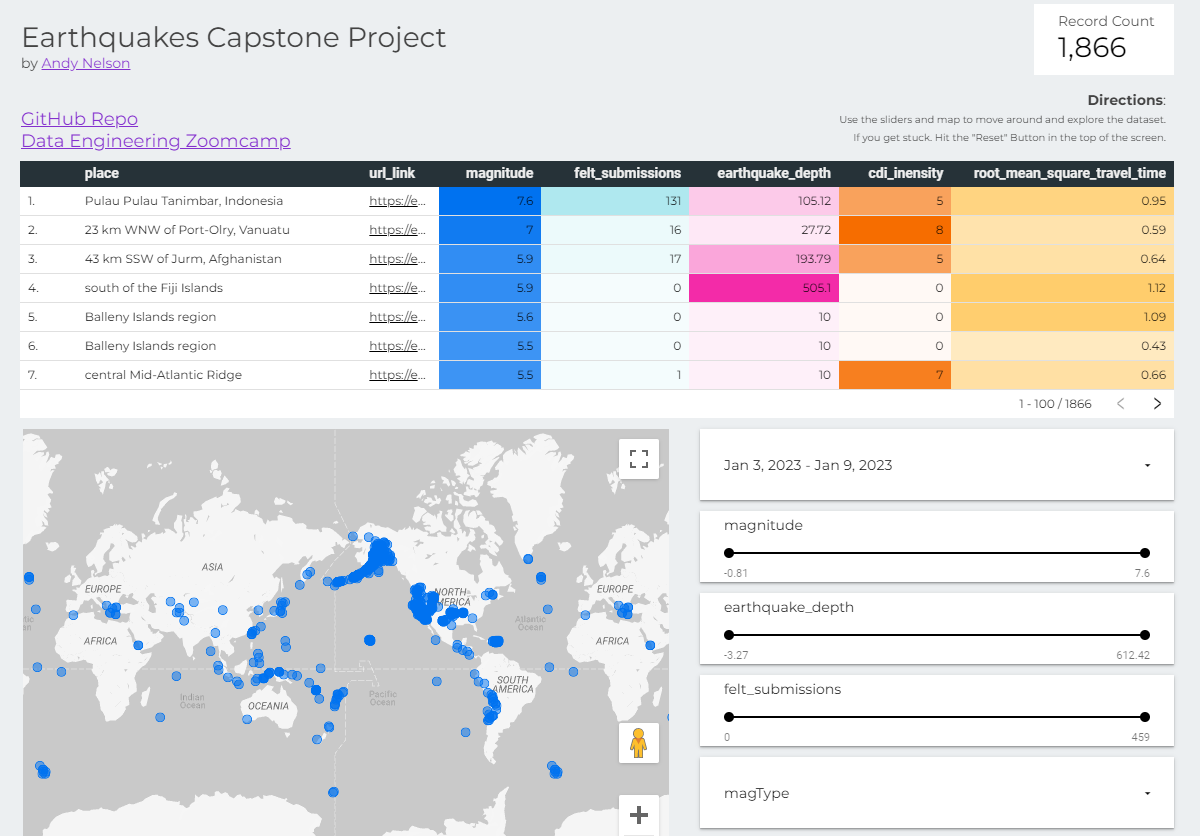 Earthquakes Capstone Project
by Andy Nelson
Record Count
1,866
GitHub Repo
Data Engineering Zoomcamp
Directions:
Use the sliders and map to move around and explore the dataset.
If you get stuck. Hit the "Reset" Button in the top of the screen.
place url_link magnitude felt_submissions earthquake_depth cdi_inensity root_mean_square_travel_time
1. Pulau Pulau Tanimbar, Indonesia https://e... 7.6 131 105.12 5 0.95
2. 23 km WNW of Port-Olry, Vanuatu https://e... 7 16 27.72 8 0.59
3. 43 km SSW of Jurm, Afghanistan https://e... 5.9 17 193.79 5 0.64
4. south of the Fiji Islands https://e... 5.9 0 505.1 0 1.12
5. Balleny Islands region https://e... 5.6 0 10 0 1.09
6. Balleny Islands region https://e... 5.5 0 10 0 0.43
7. central Mid-Atlantic Ridge https://e... 5.5 1 10 7 0.66
1 - 100 / 1866
ASIA
EUROPE
AFRICA
NORTH
AMERICA
Atlantic
Ocean
EUROPE
AFRICA
SOUTH
AMERICA
Indian
Ocean
OCEANIA
Pacific
Ocean
Jan 3, 2023 - Jan 9, 2023
magnitude
-0.81 7.6
earthquake_depth
-3.27 612.42
felt_submissions
0 459
magType